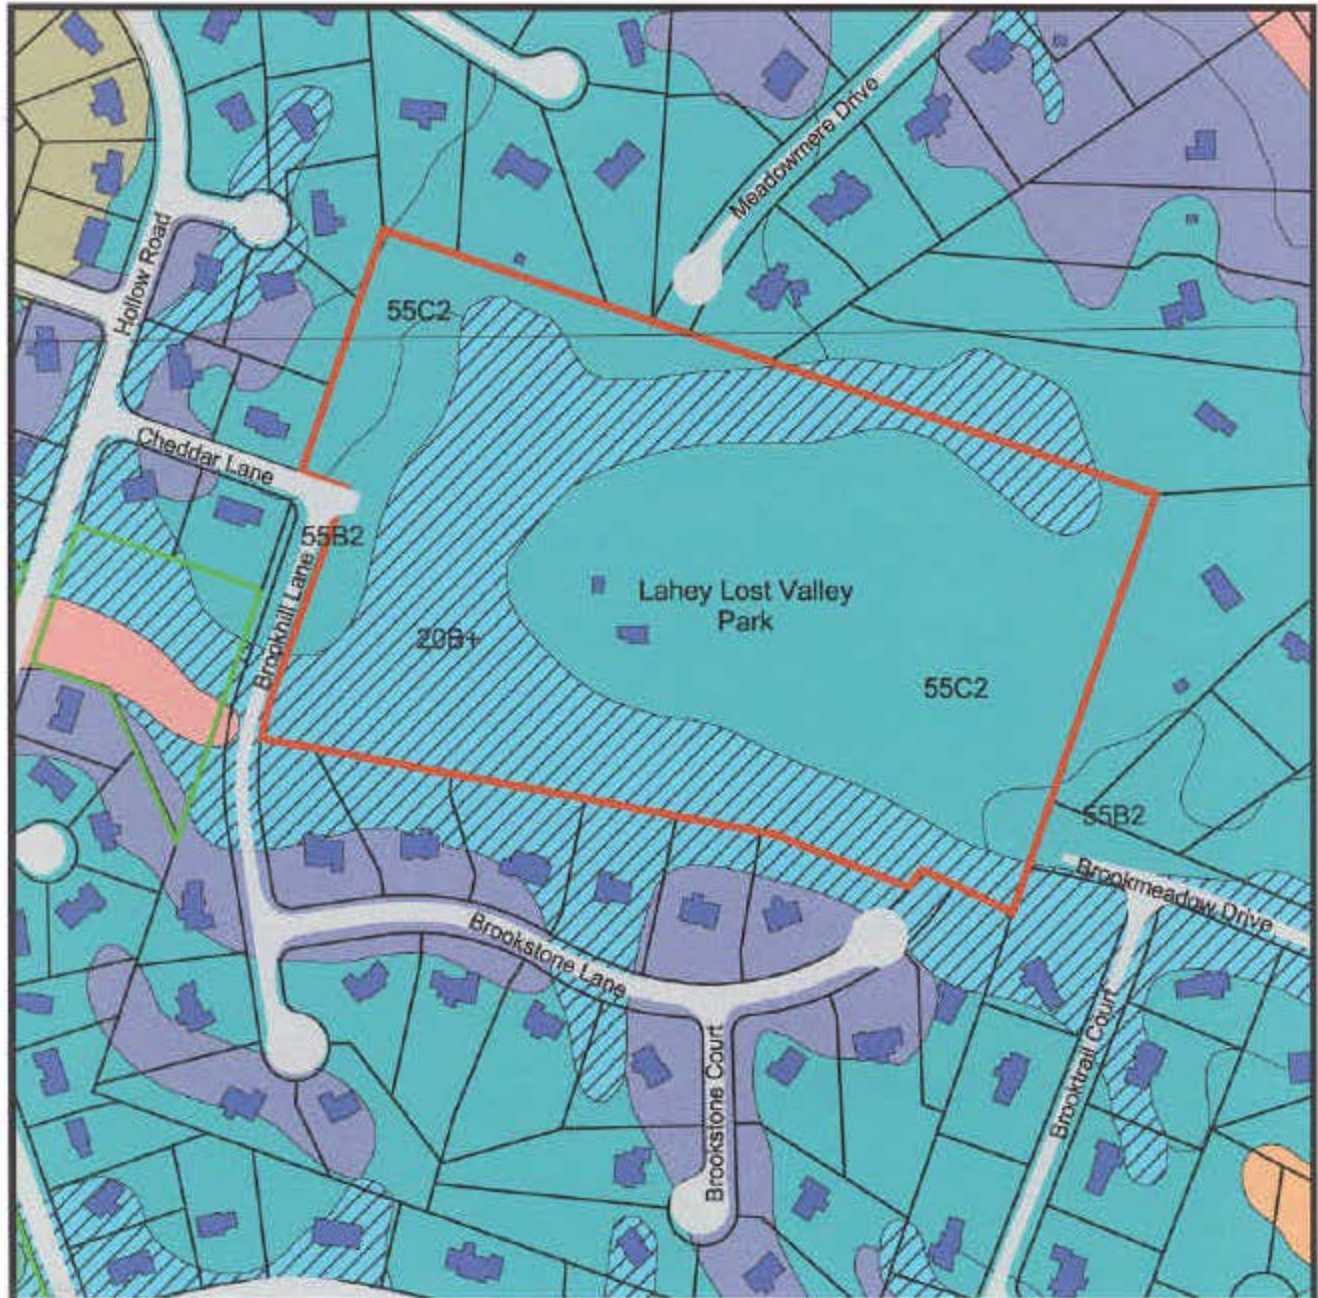 Meadowmere Drive
Hollow Road
55C2
Cheddar Lane
55B2
Lahey Lost Valley
Park
Brookhill Lane
20B+
55C2
55B2
Brookmeadow Drive
Brookstone Lane
Brookstone Court
Brooktrail Court